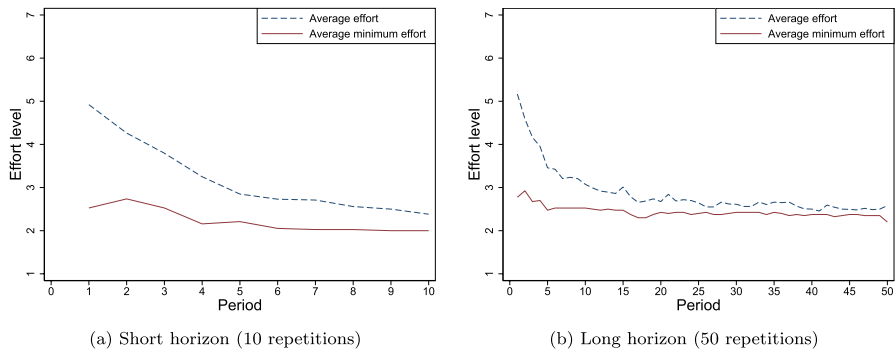 Average effort
Average minimum effort
Effort level
7
6
5
4
3
2
1
0 1 2 3 4 5 6 7 8 9 10
Period
(a) Short horizon (10 repetitions)
Average effort
Average minimum effort
Effort level
7
6
5
4
3
2
1
0 5 10 15 20 25 30 35 40 45 50
Period
(b) Long horizon (50 repetitions)